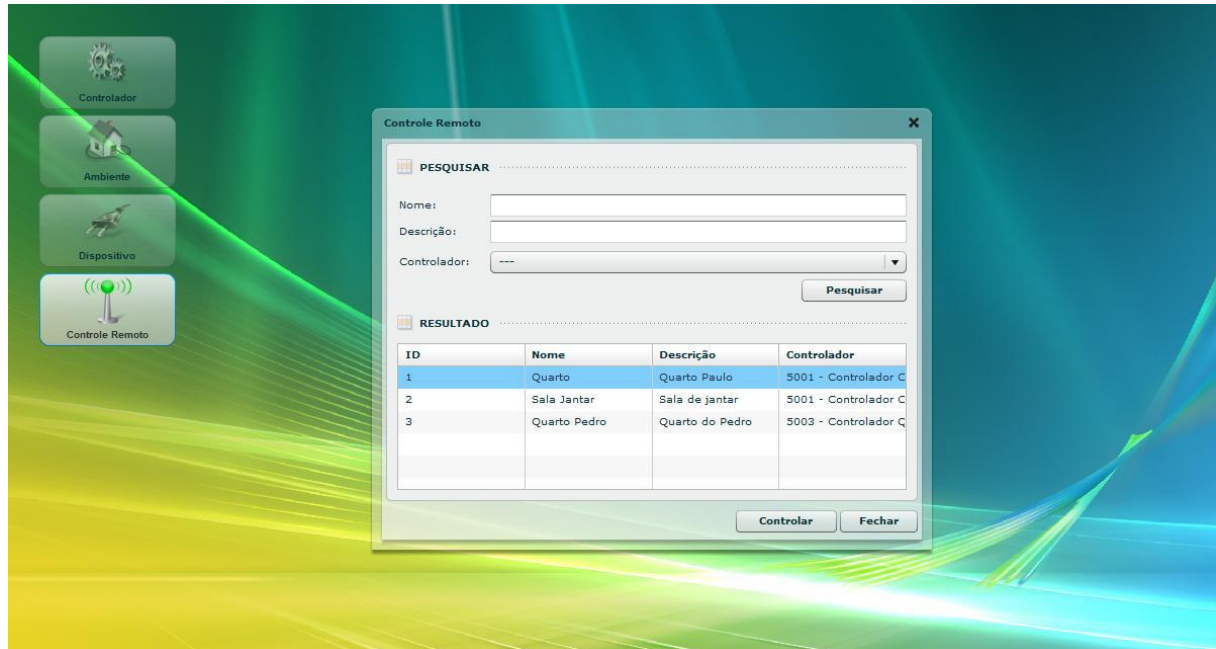 Controlador
Ambiente
Dispositivo
Controle Remoto
Controle Remoto
PESQUISAR
Nome:
Descrição:
Controlador: ---
Pesquisar
RESULTADO
ID Nome Descrição Controlador
1 Quarto Quarto Paulo 5001 - Controlador C
2 Sala Jantar Sala de jantar 5001 - Controlador C
3 Quarto Pedro Quarto do Pedro 5003 - Controlador Q
Controlar Fechar